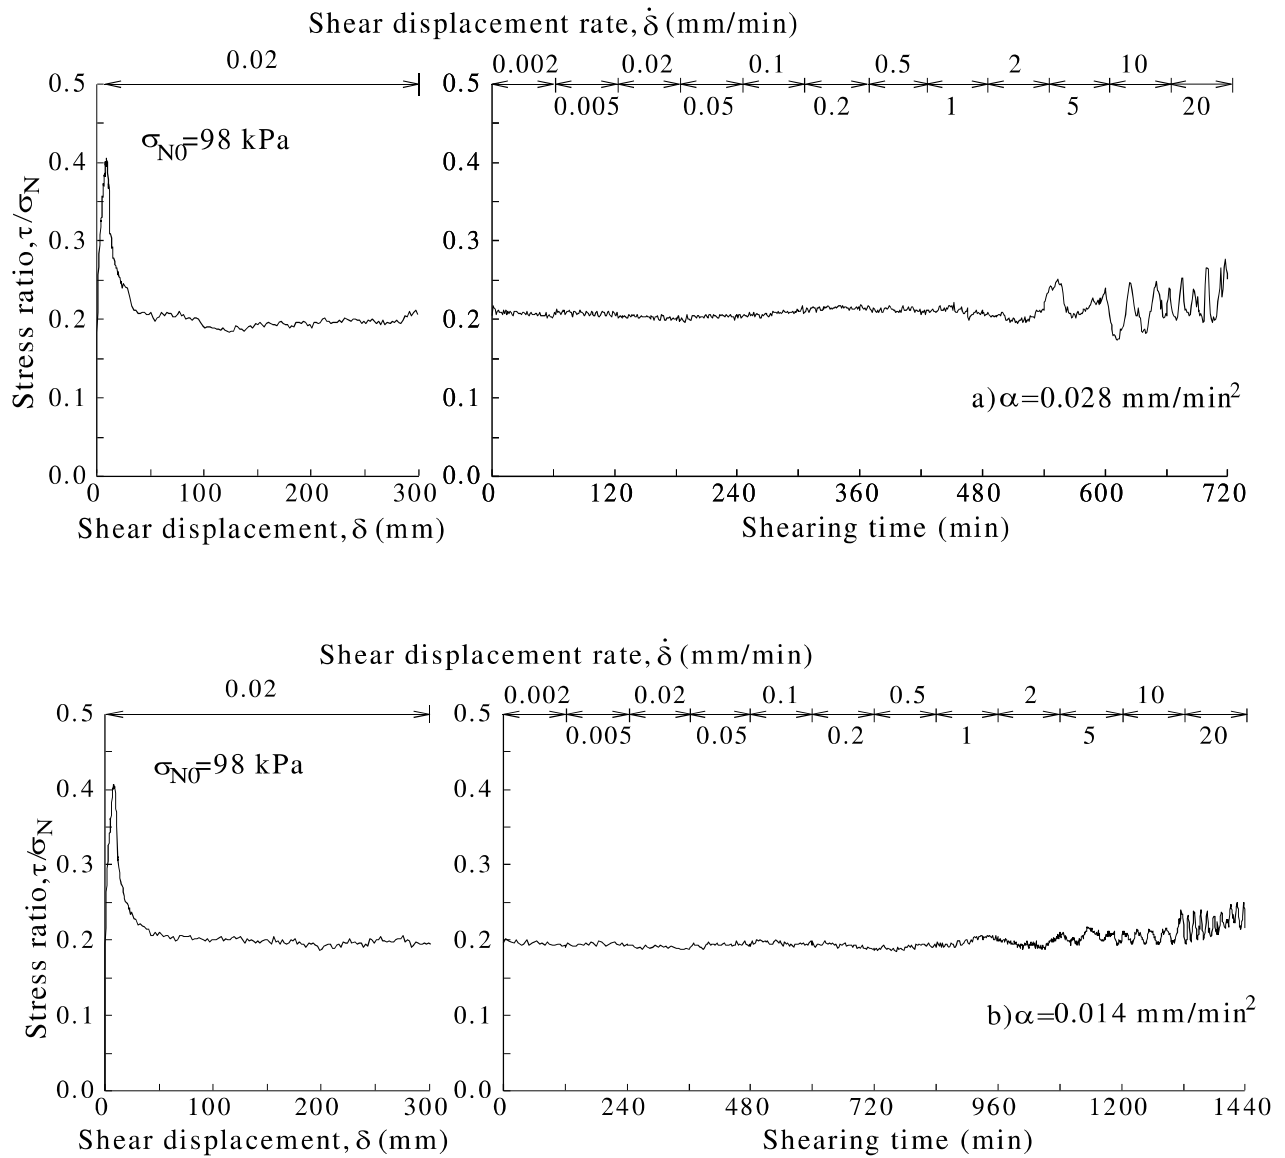 Shear displacement rate, δ̇ (mm/min)
0.02
0.002 0.02 0.1 0.5 2 10
0.005 0.05 0.2 1 5 20
0.5 0.5
σN0=98 kPa
0.4 0.4
0.3 0.3
0.2 0.2
0.1 0.1
0.0 0.0
Stress ratio, τ/σN
a) α=0.028 mm/min²
0 100 200 300
0 120 240 360 480 600 720
Shear displacement, δ (mm)
Shearing time (min)
Shear displacement rate, δ̇ (mm/min)
0.02
0.002 0.02 0.1 0.5 2 10
0.005 0.05 0.2 1 5 20
0.5 0.5
σN0=98 kPa
0.4 0.4
0.3 0.3
0.2 0.2
0.1 0.1
0.0 0.0
Stress ratio, τ/σN
b) α=0.014 mm/min²
0 100 200 300
0 240 480 720 960 1200 1440
Shear displacement, δ (mm)
Shearing time (min)